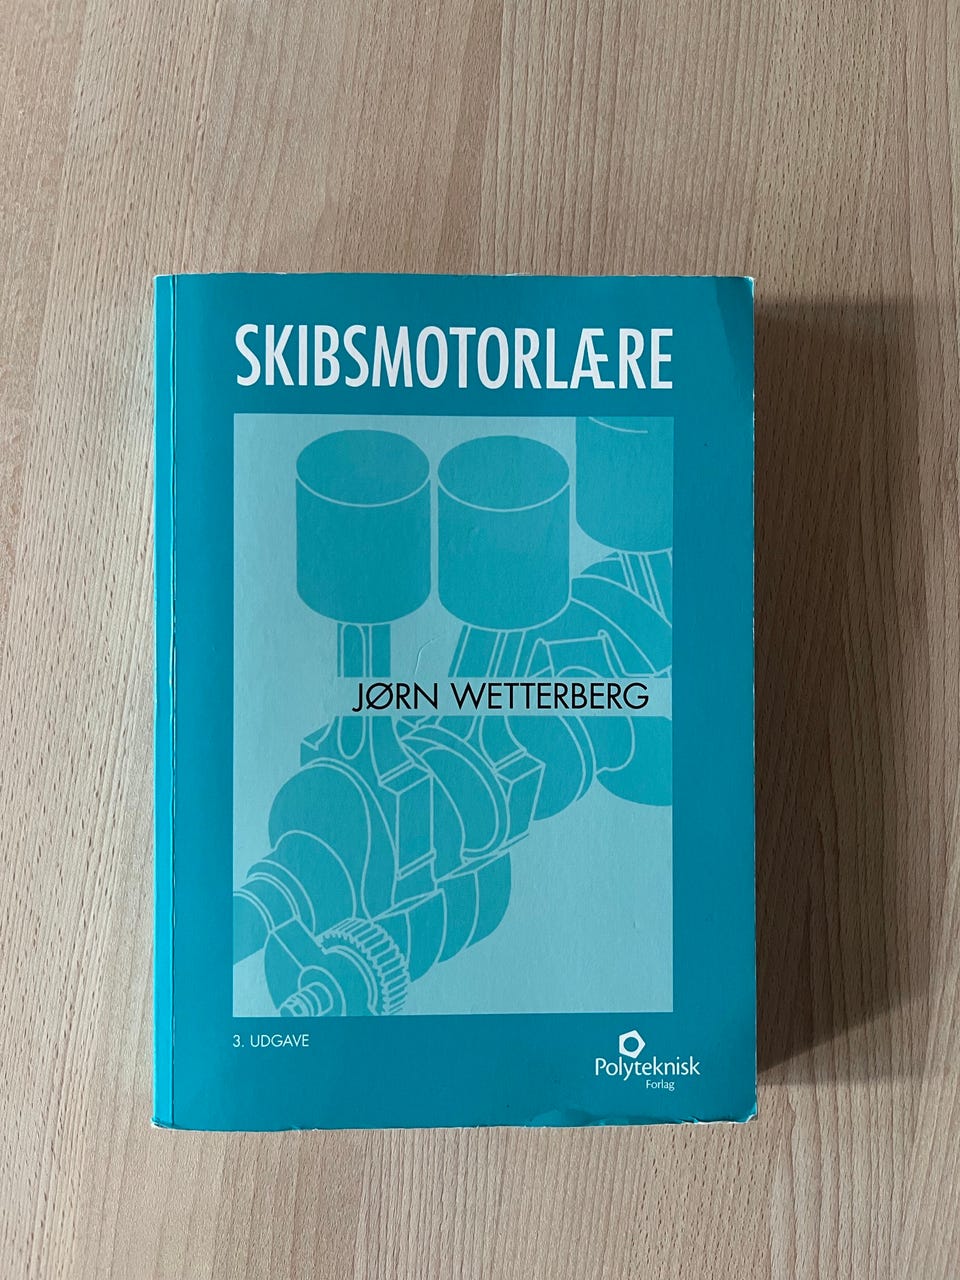 SKIBSMOTORLÆRE
JØRN WETTERBERG
3. UDGAVE
Polyteknisk
Forlag